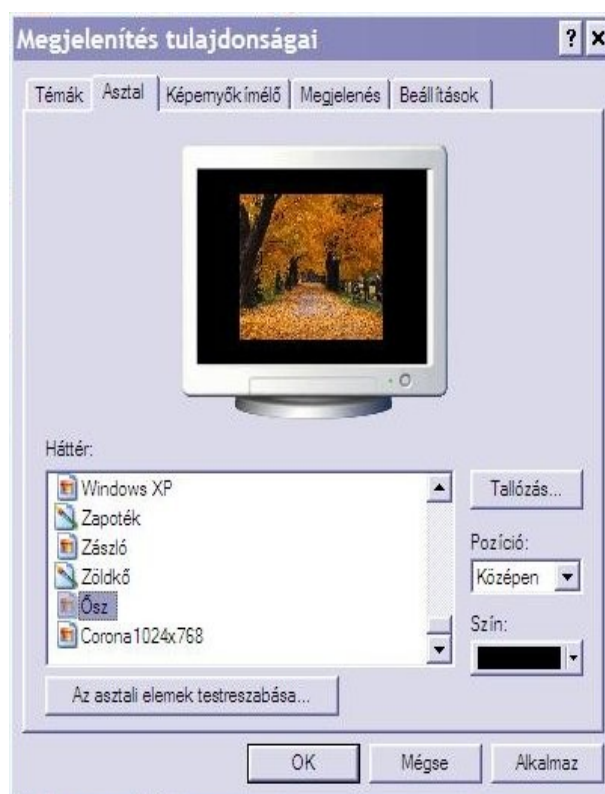 Megjelenítés tulajdonságai
Témák Asztal Képernyőkímélő Megjelenés Beállítások
Háttér:
Windows XP
Zapoték
Zászló
Zöldkő
Ősz
Corona1024x768
Tallózás...
Pozíció:
Középen
Szín:
Az asztali elemek testreszabása...
OK Mégse Alkalmaz